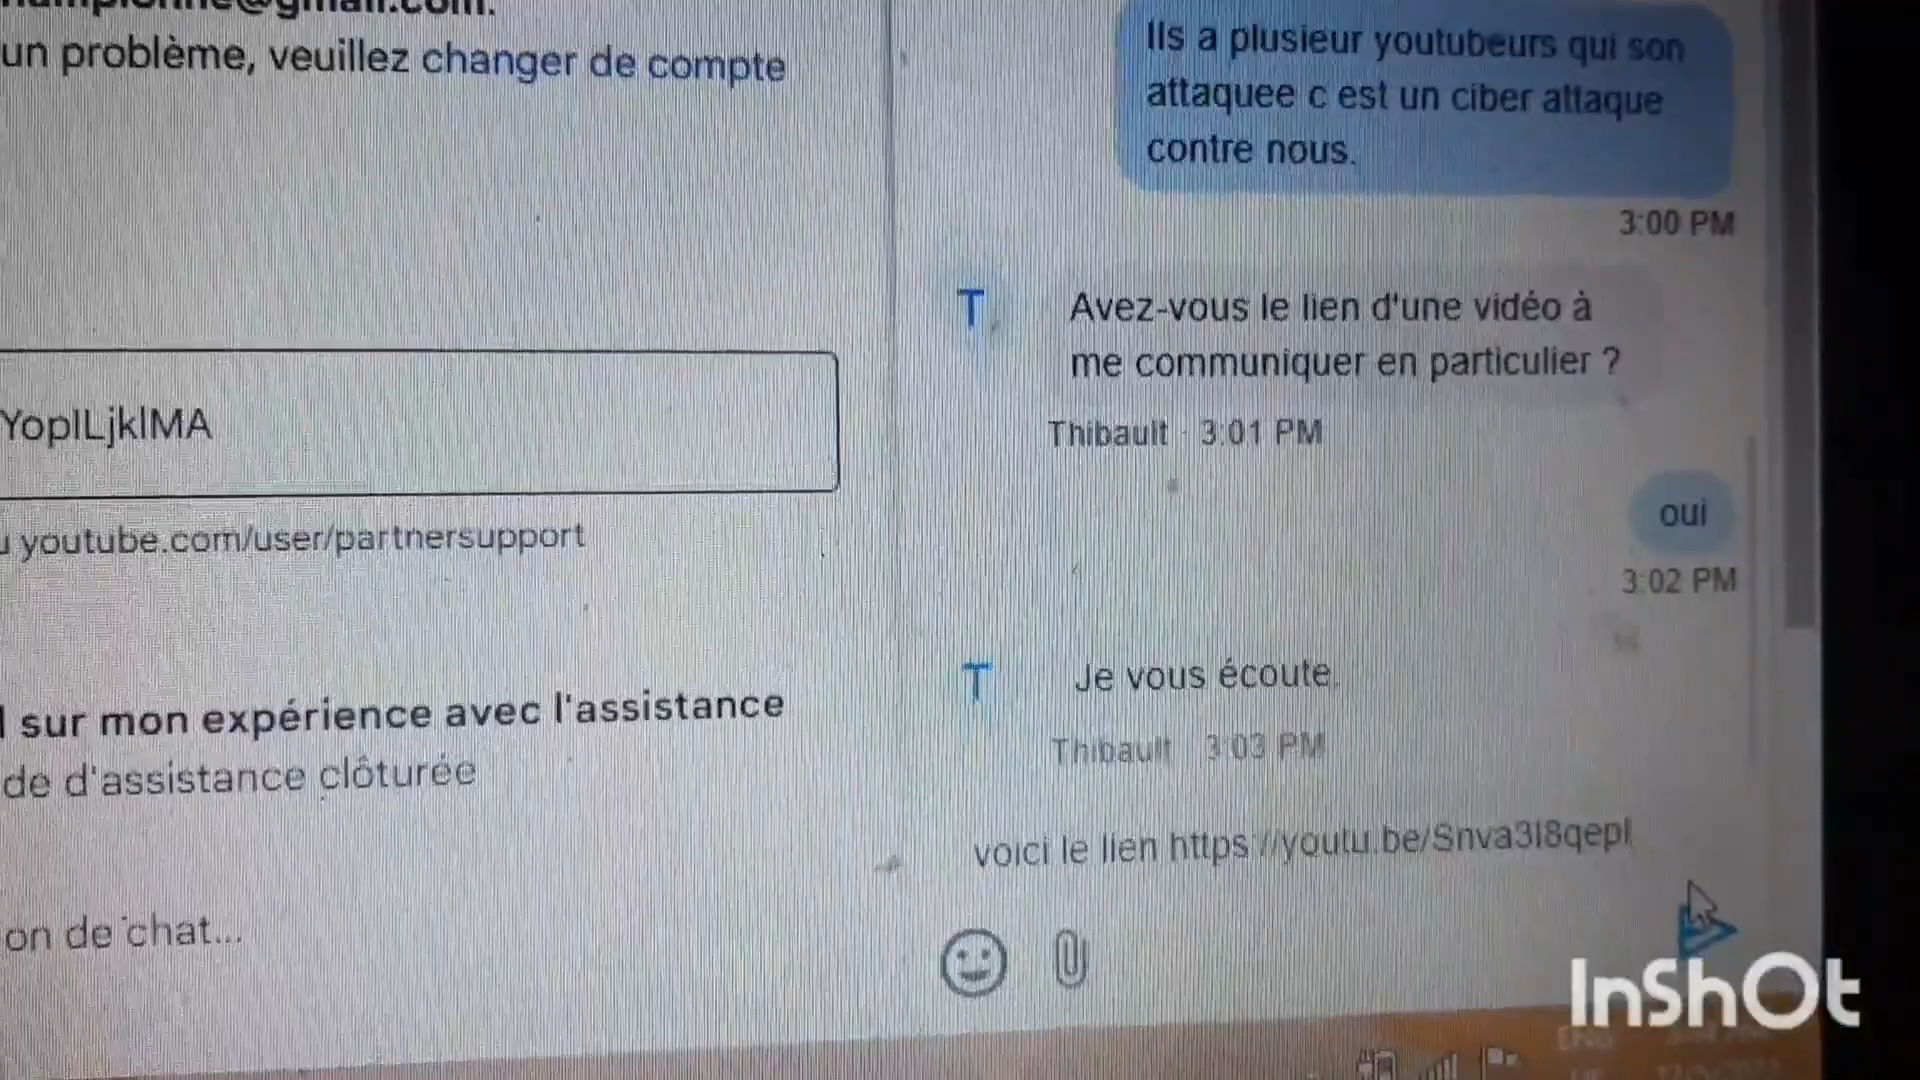 un problème, veuillez changer de compte
YoplLjklMA
youtube.com/user/partnersupport
sur mon expérience avec l'assistance
de d'assistance clôturée
on de chat...
Ils a plusieur youtubeurs qui son
attaquee c est un ciber attaque
contre nous.
3:00 PM
T
Avez-vous le lien d'une vidéo à
me communiquer en particulier ?
Thibault · 3:01 PM
oui
3:02 PM
T
Je vous écoute.
Thibault 3:03 PM
voici le lien https://youtu.be/Snva3l8qepl
InShOt